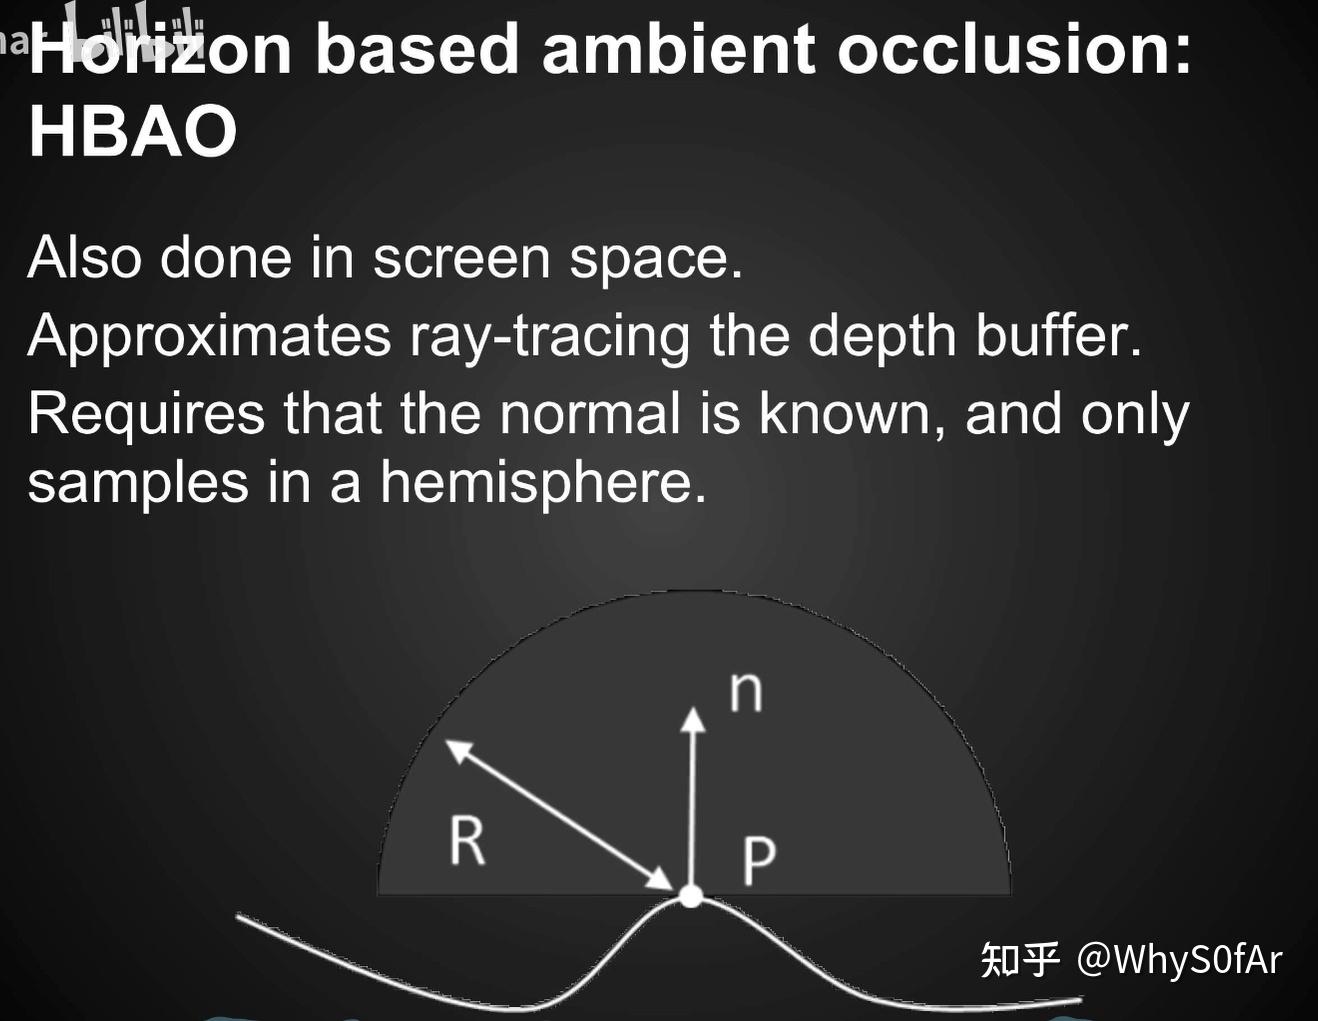 Horizon based ambient occlusion:
HBAO
Also done in screen space.
Approximates ray-tracing the depth buffer.
Requires that the normal is known, and only
samples in a hemisphere.
n
R
P
知乎 @WhyS0fAr